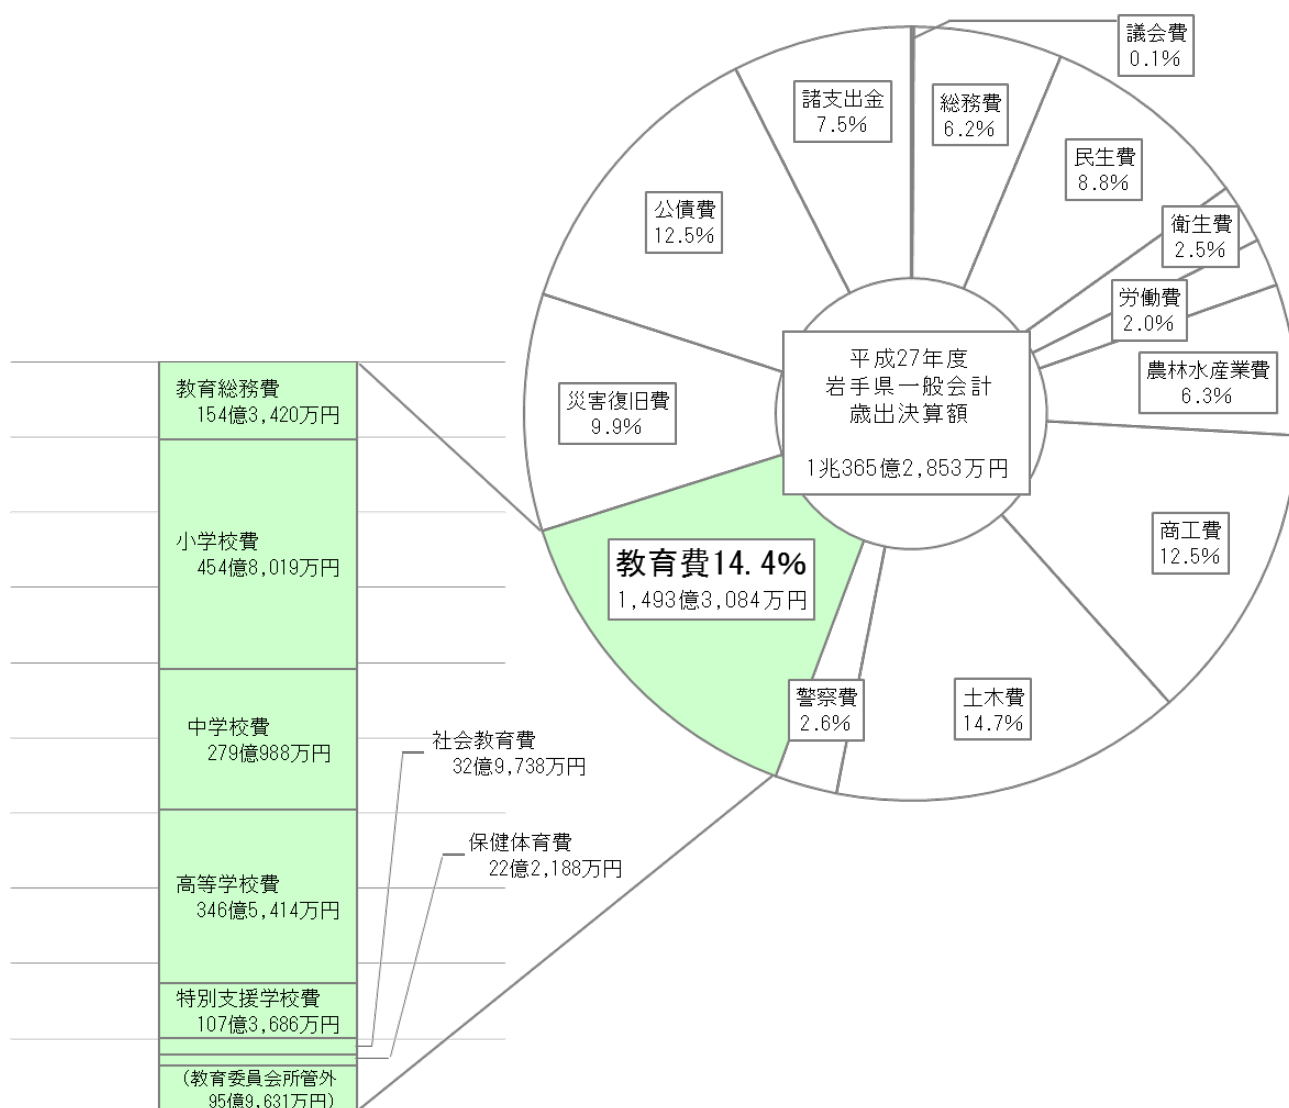 議会費
0.1%
総務費
6.2%
諸支出金
7.5%
民生費
8.8%
公債費
12.5%
衛生費
2.5%
労働費
2.0%
農林水産業費
6.3%
平成27年度
岩手県一般会計
歳出決算額
1兆365億2,853万円
災害復旧費
9.9%
商工費
12.5%
教育費14.4%
1,493億3,084万円
警察費
2.6%
土木費
14.7%
教育総務費
154億3,420万円
小学校費
454億8,019万円
中学校費
279億988万円
社会教育費
32億9,738万円
保健体育費
22億2,188万円
高等学校費
346億5,414万円
特別支援学校費
107億3,686万円
(教育委員会所管外
95億9,631万円)